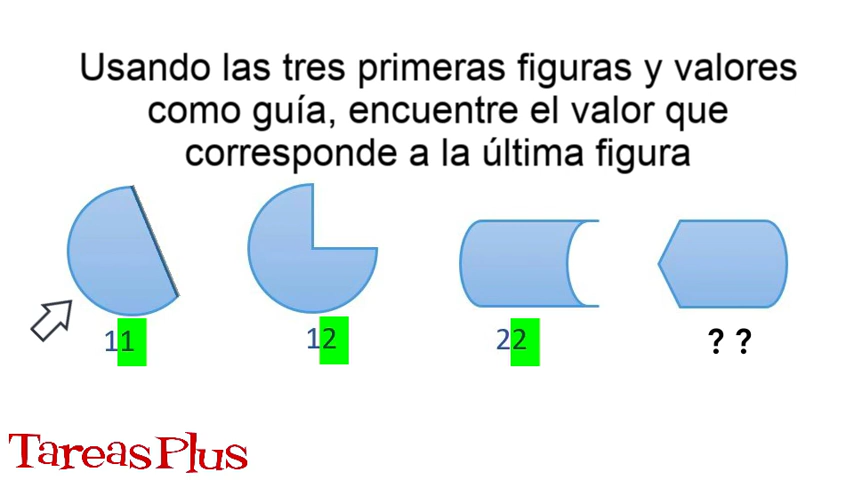 Usando las tres primeras figuras y valores
como guía, encuentre el valor que
corresponde a la última figura
11 12 22 ? ?
TareasPlus